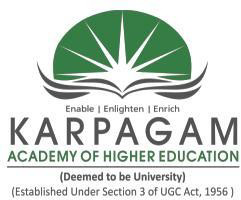 Enable | Enlighten | Enrich
KARPAGAM
ACADEMY OF HIGHER EDUCATION
(Deemed to be University)
(Established Under Section 3 of UGC Act, 1956 )